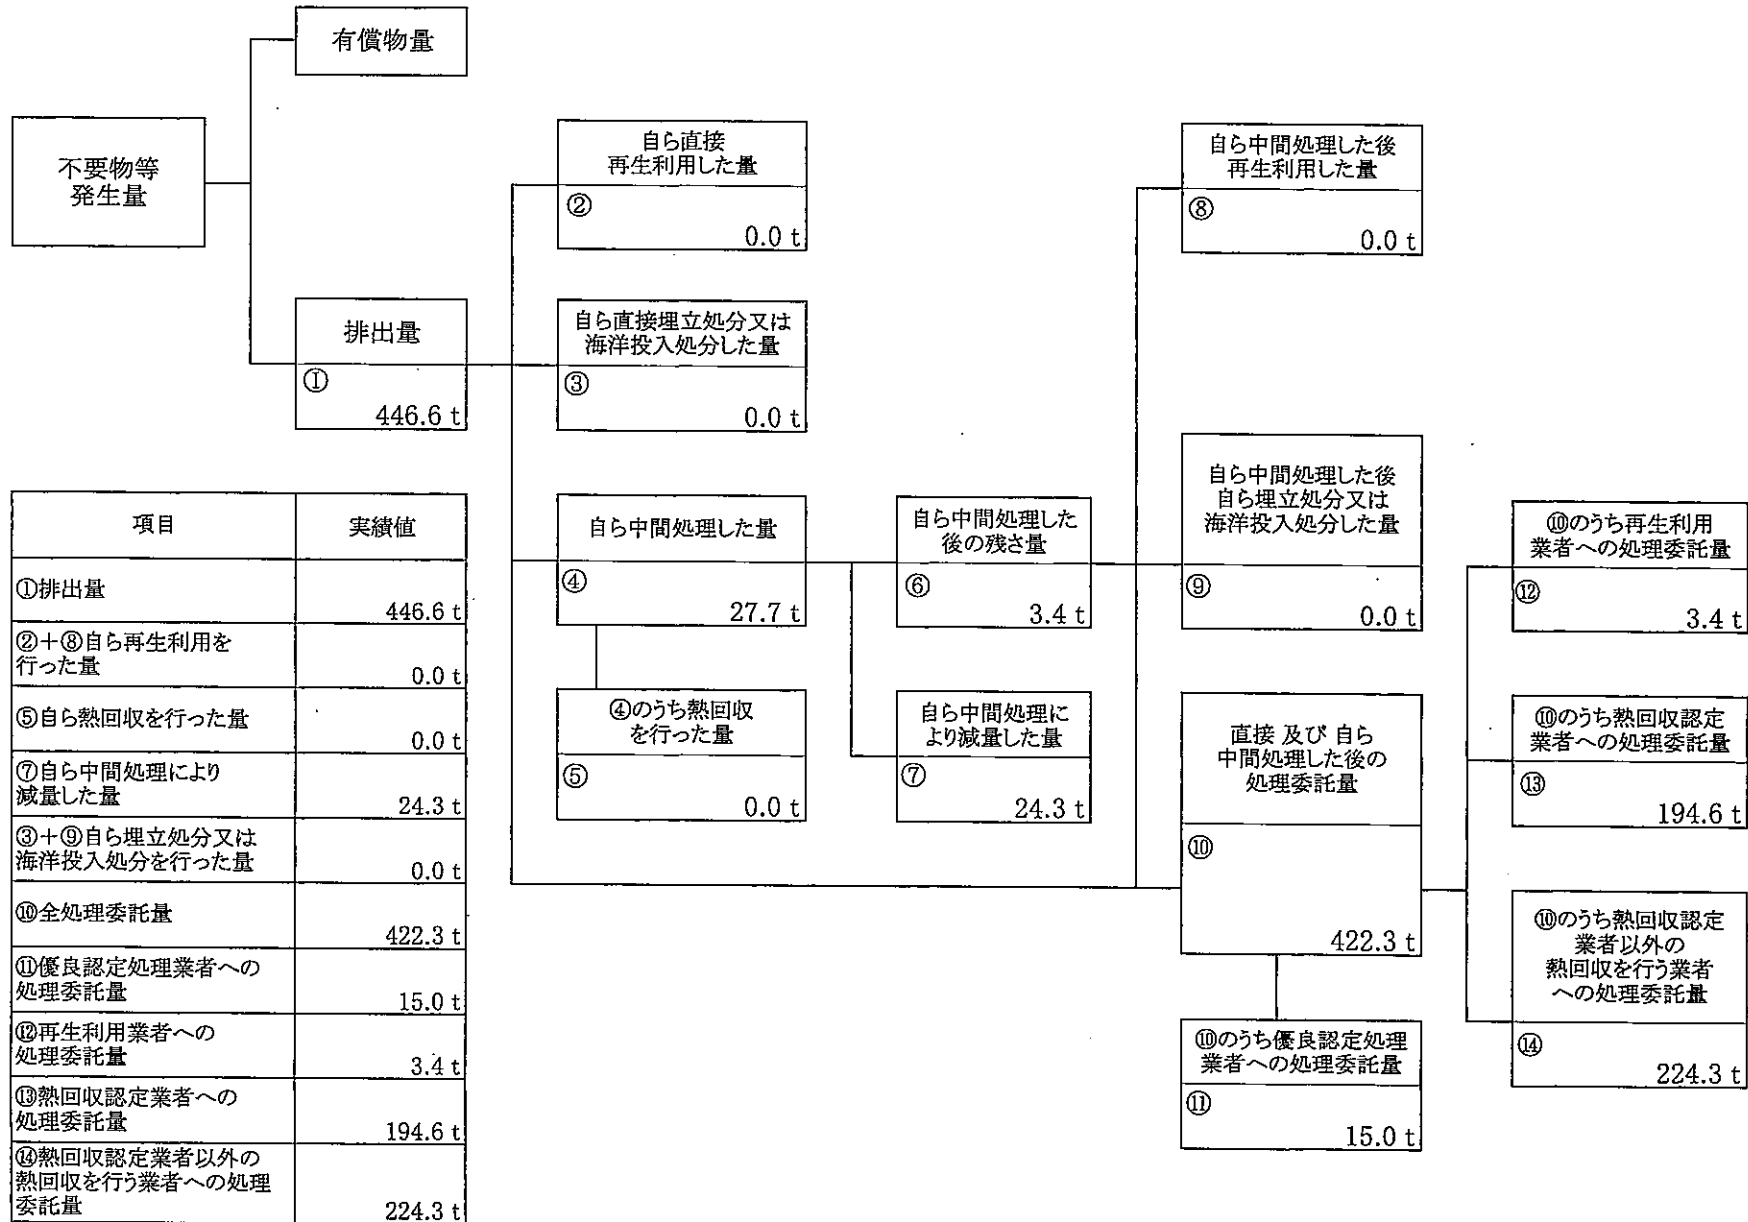 有償物量
不要物等
発生量
排出量
①
446.6 t
自ら直接
再生利用した量
②
0.0 t
自ら直接埋立処分又は
海洋投入処分した量
③
0.0 t
自ら中間処理した量
④
27.7 t
④のうち熱回収
を行った量
⑤
0.0 t
自ら中間処理した
後の残さ量
⑥
3.4 t
自ら中間処理に
より減量した量
⑦
24.3 t
自ら中間処理した後
再生利用した量
⑧
0.0 t
自ら中間処理した後
自ら埋立処分又は
海洋投入処分した量
⑨
0.0 t
直接 及び 自ら
中間処理した後の
処理委託量
⑩
422.3 t
⑩のうち優良認定処理
業者への処理委託量
⑪
15.0 t
⑩のうち再生利用
業者への処理委託量
⑫
3.4 t
⑩のうち熱回収認定
業者への処理委託量
⑬
194.6 t
⑩のうち熱回収認定
業者以外の
熱回収を行う業者
への処理委託量
⑭
224.3 t
項目 実績値
①排出量
446.6 t
②+⑧自ら再生利用を
行った量
0.0 t
⑤自ら熱回収を行った量
0.0 t
⑦自ら中間処理により
減量した量
24.3 t
③+⑨自ら埋立処分又は
海洋投入処分を行った量
0.0 t
⑩全処理委託量
422.3 t
⑪優良認定処理業者への
処理委託量
15.0 t
⑫再生利用業者への
処理委託量
3.4 t
⑬熱回収認定業者への
処理委託量
194.6 t
⑭熱回収認定業者以外の
熱回収を行う業者への処理
委託量
224.3 t